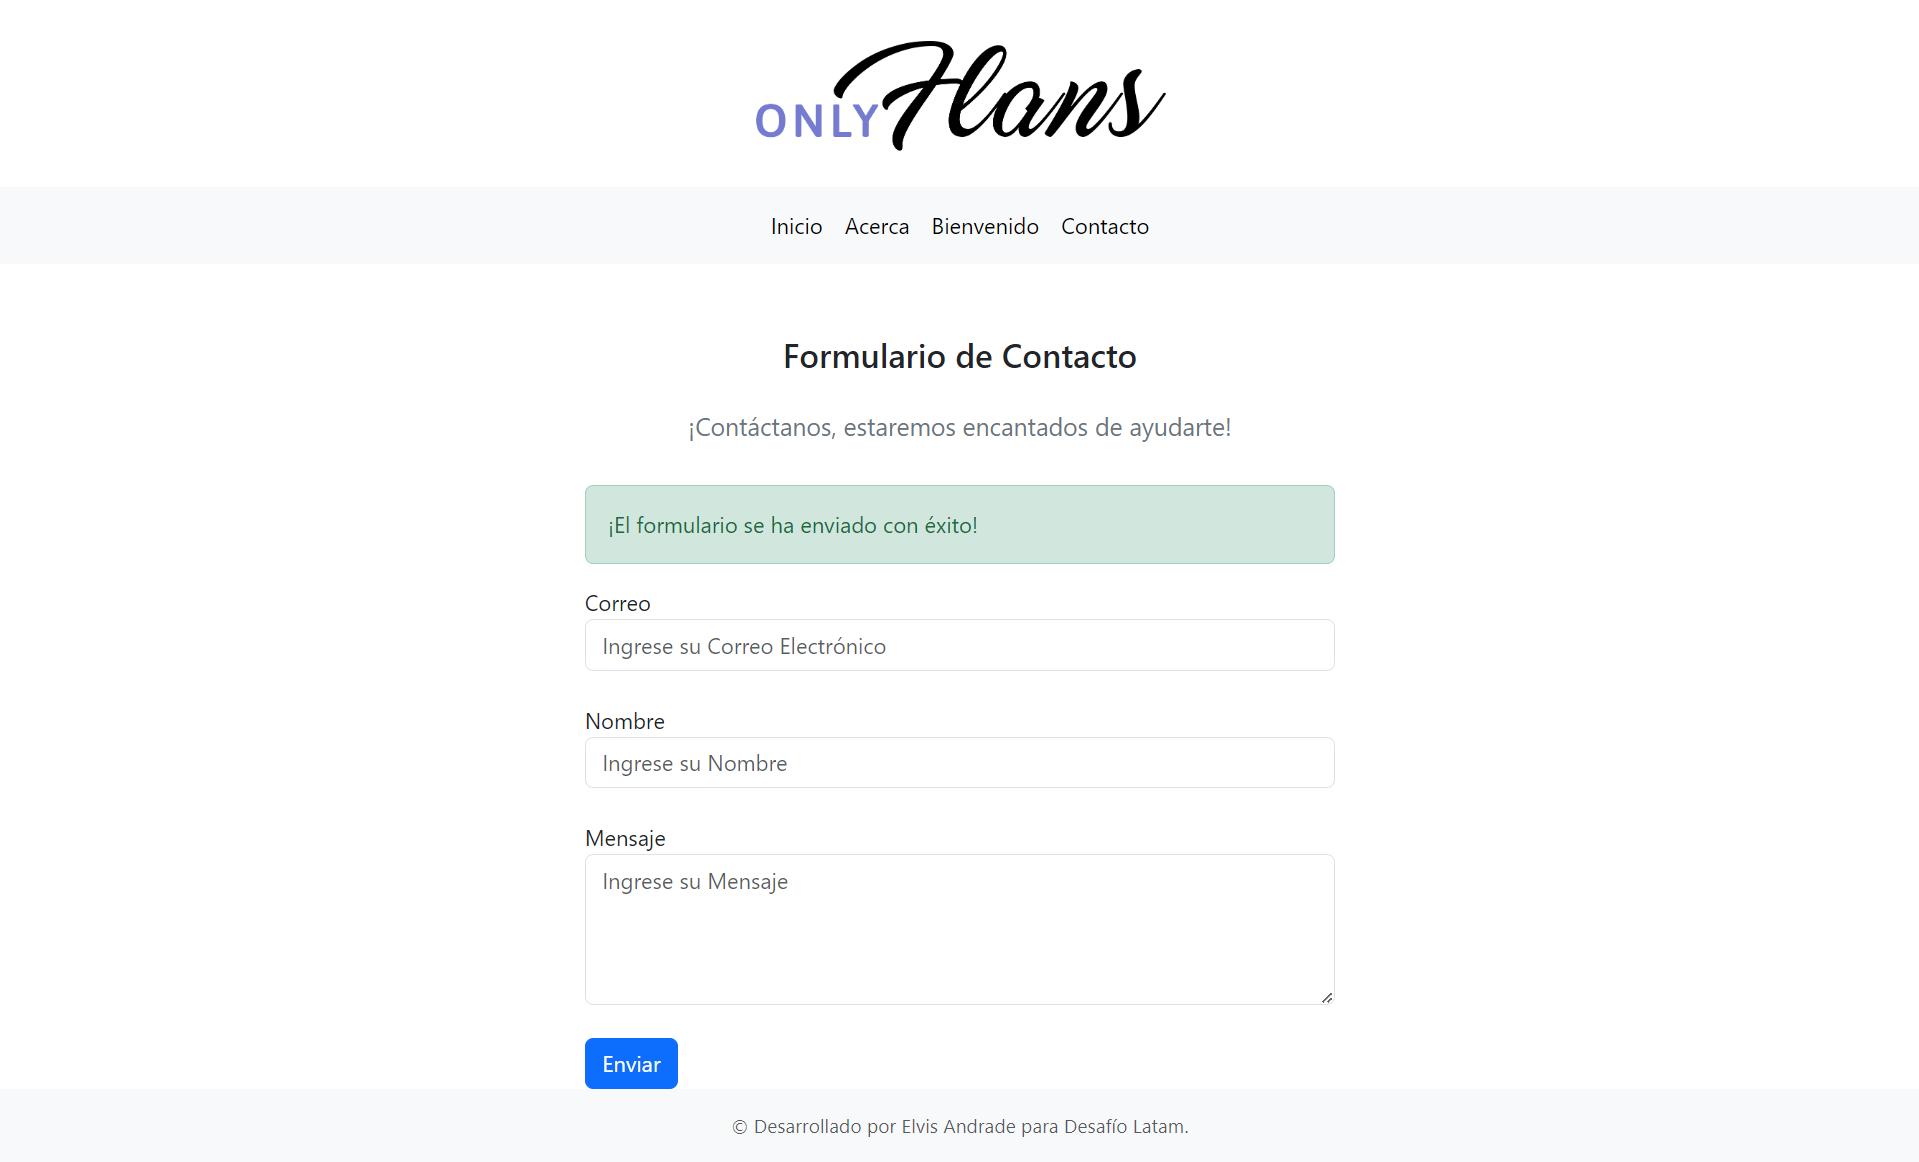 ONLY Flans
Inicio Acerca Bienvenido Contacto
Formulario de Contacto
¡Contáctanos, estaremos encantados de ayudarte!
¡El formulario se ha enviado con éxito!
Correo
Ingrese su Correo Electrónico
Nombre
Ingrese su Nombre
Mensaje
Ingrese su Mensaje
Enviar
© Desarrollado por Elvis Andrade para Desafío Latam.